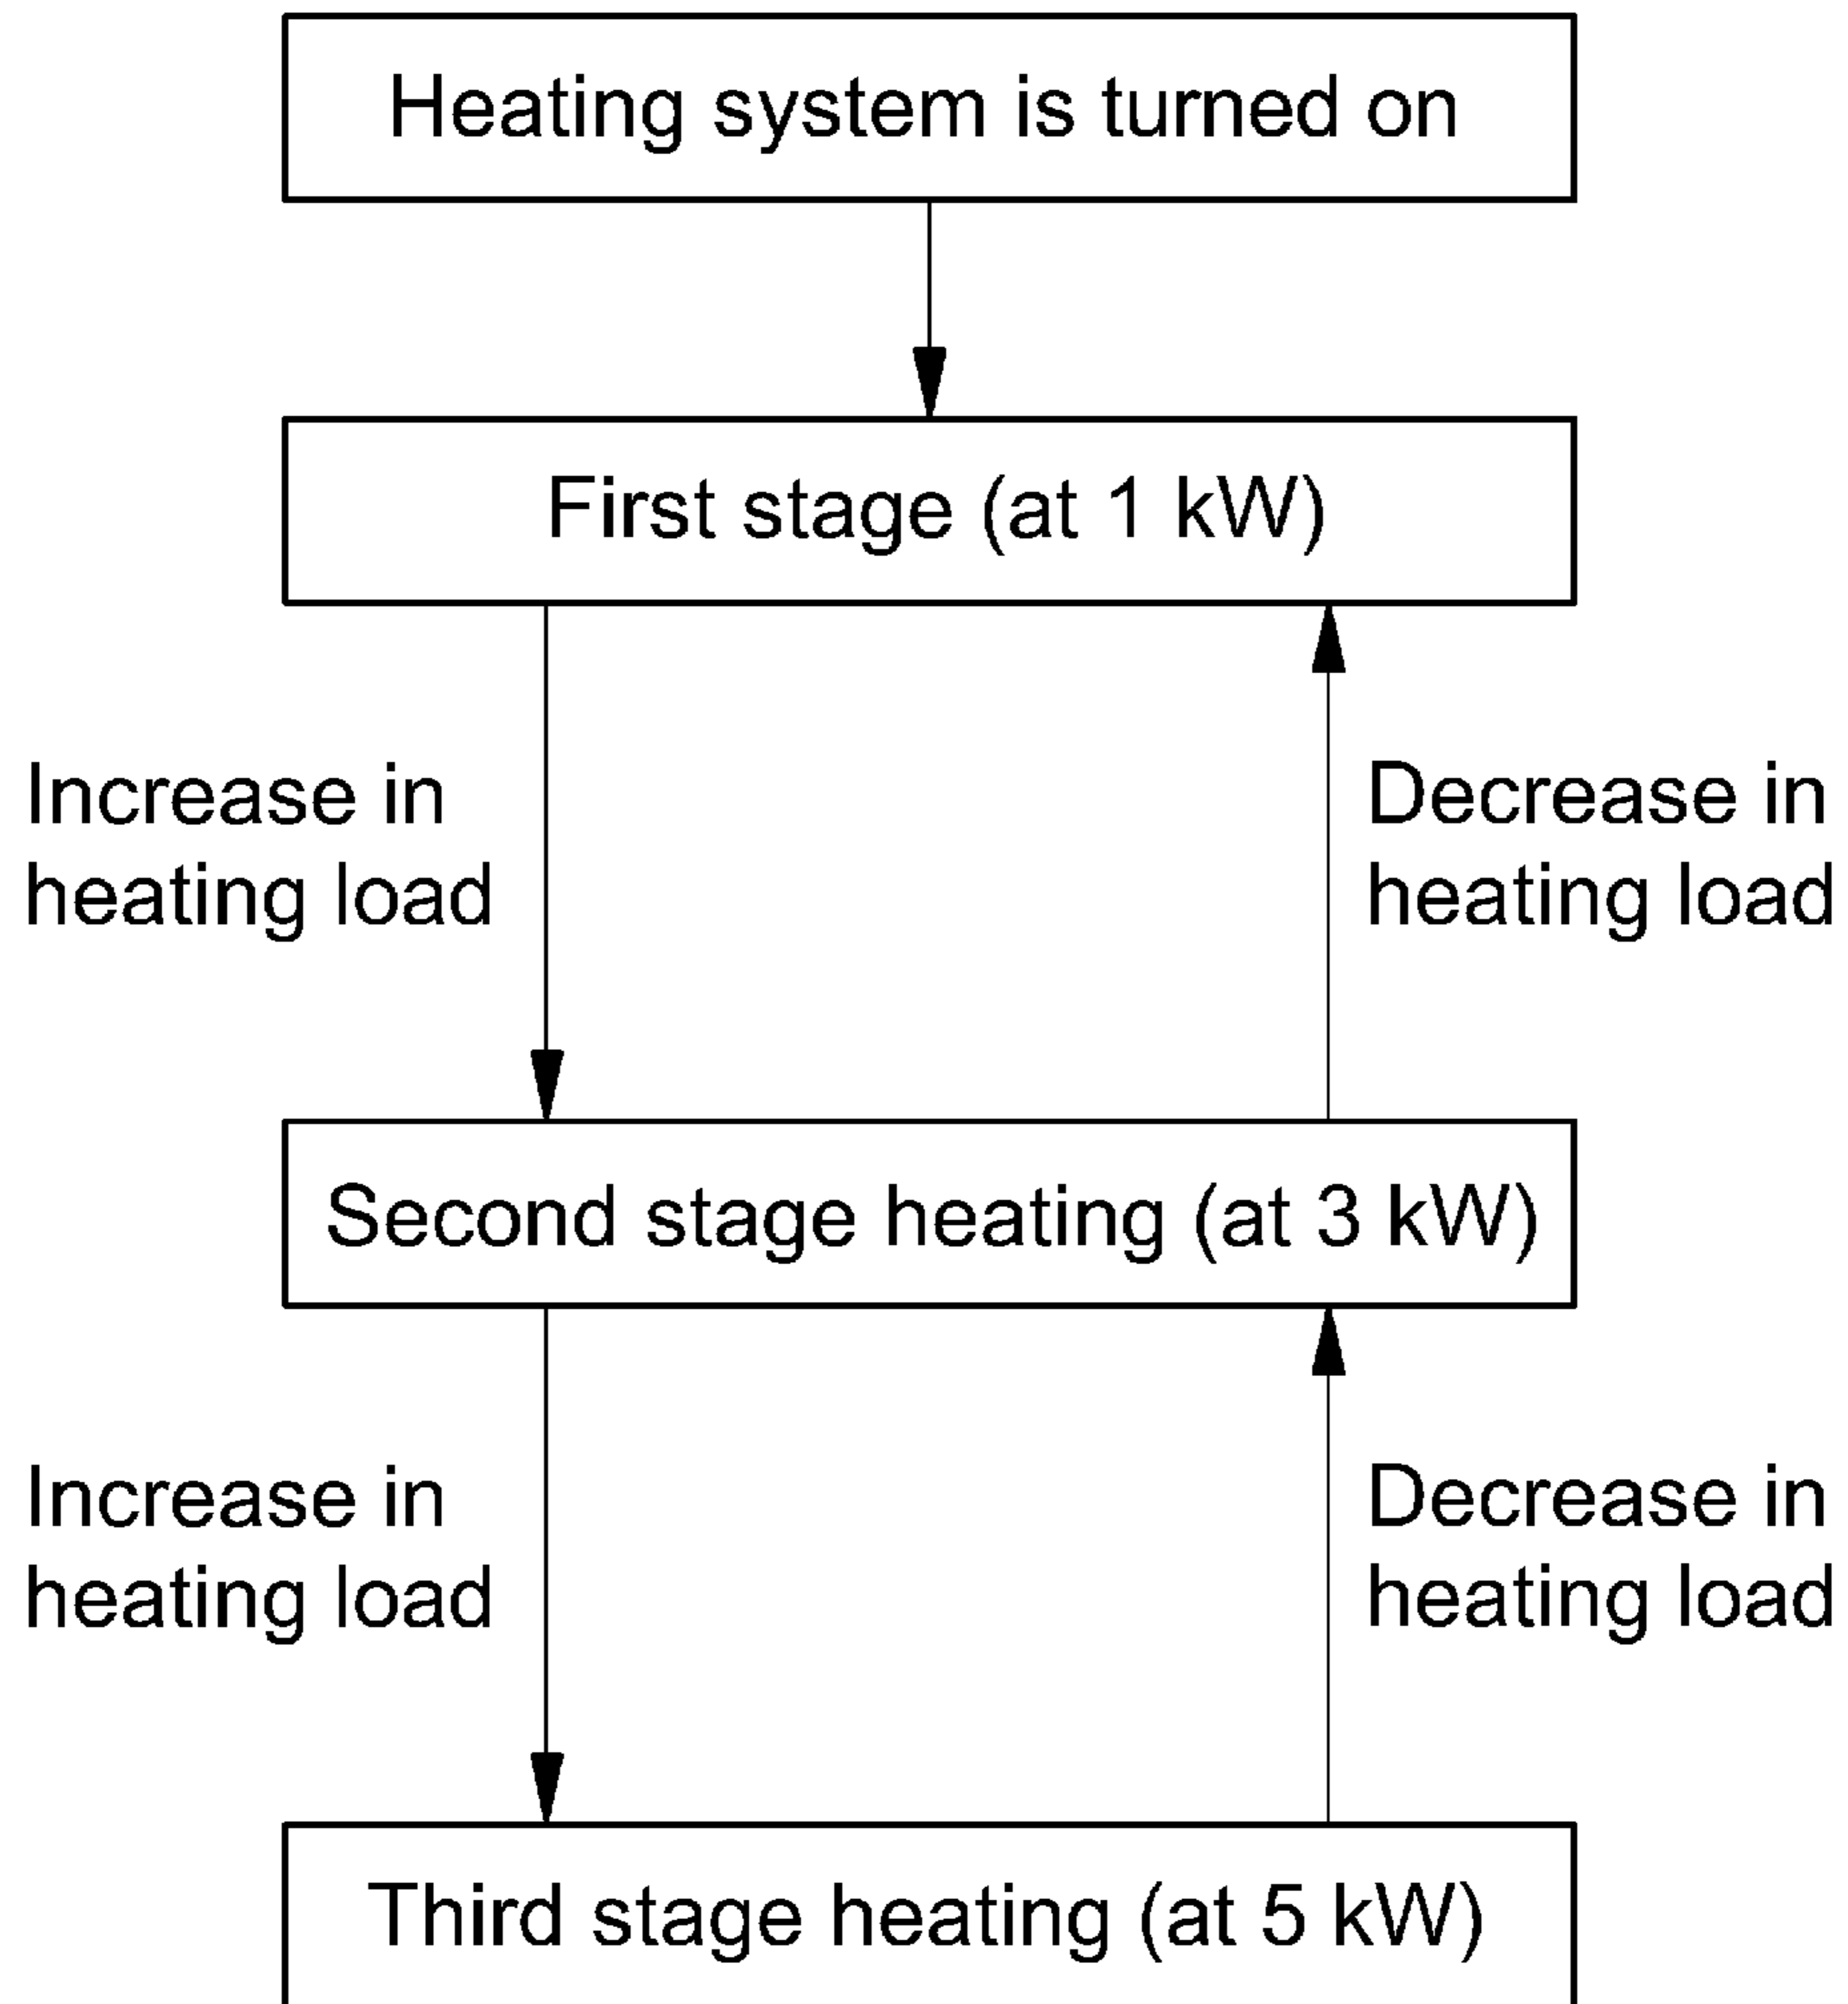 Heating system is turned on
First stage (at 1 kW)
Increase in
heating load
Decrease in
heating load
Second stage heating (at 3 kW)
Increase in
heating load
Decrease in
heating load
Third stage heating (at 5 kW)